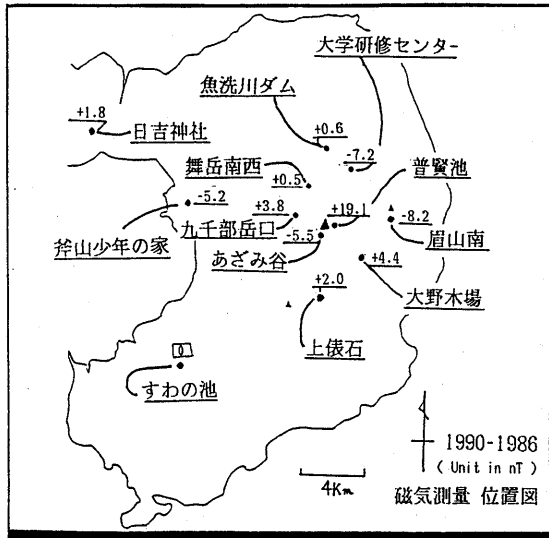 大学研修センター
魚洗川ダム
+1.8
日吉神社
+0.6
-7.2
舞岳南西
+0.5
普賢池
-5.2
+3.8
+19.1
-8.2
斧山少年の家
九千部岳口
-5.5
眉山南
あざみ谷
+4.4
+2.0
大野木場
上俵石
0
すわの池
1990-1986
(Unit in nT)
4Km
磁気測量 位置図